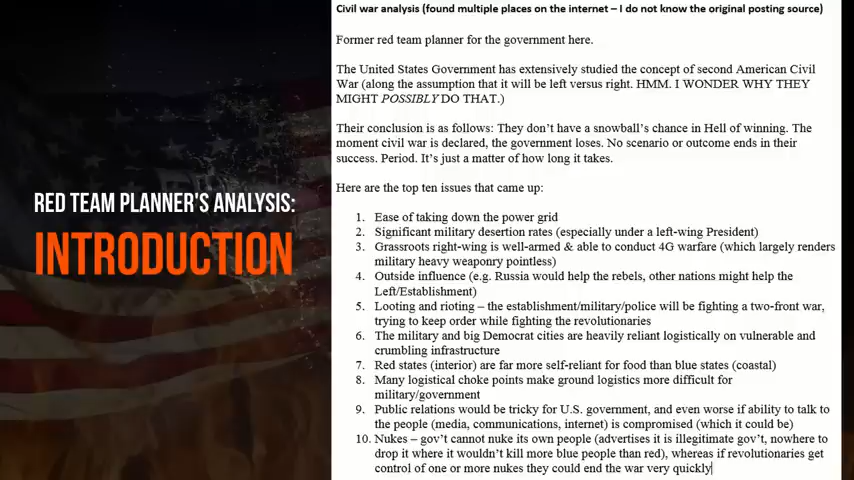 RED TEAM PLANNER'S ANALYSIS:
INTRODUCTION
Civil war analysis (found multiple places on the internet – I do not know the original posting source)
Former red team planner for the government here.
The United States Government has extensively studied the concept of second American Civil
War (along the assumption that it will be left versus right. HMM. I WONDER WHY THEY
MIGHT POSSIBLY DO THAT.)
Their conclusion is as follows: They don't have a snowball's chance in Hell of winning. The
moment civil war is declared, the government loses. No scenario or outcome ends in their
success. Period. It's just a matter of how long it takes.
Here are the top ten issues that came up:
1. Ease of taking down the power grid
2. Significant military desertion rates (especially under a left-wing President)
3. Grassroots right-wing is well-armed & able to conduct 4G warfare (which largely renders
military heavy weaponry pointless)
4. Outside influence (e.g. Russia would help the rebels, other nations might help the
Left/Establishment)
5. Looting and rioting – the establishment/military/police will be fighting a two-front war,
trying to keep order while fighting the revolutionaries
6. The military and big Democrat cities are heavily reliant logistically on vulnerable and
crumbling infrastructure
7. Red states (interior) are far more self-reliant for food than blue states (coastal)
8. Many logistical choke points make ground logistics more difficult for
military/government
9. Public relations would be tricky for U.S. government, and even worse if ability to talk to
the people (media, communications, internet) is compromised (which it could be)
10. Nukes – gov't cannot nuke its own people (advertises it is illegitimate gov't, nowhere to
drop it where it wouldn't kill more blue people than red), whereas if revolutionaries get
control of one or more nukes they could end the war very quickly